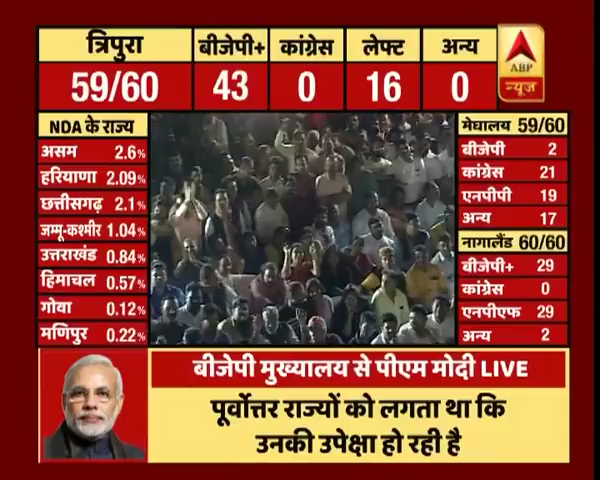 त्रिपुरा बीजेपी+ कांग्रेस लेफ्ट अन्य
59/60 43 0 16 0
ABP
न्यूज़
NDA के राज्य
असम 2.6%
हरियाणा 2.09%
छत्तीसगढ़ 2.1%
जम्मू-कश्मीर 1.04%
उत्तराखंड 0.84%
हिमाचल 0.57%
गोवा 0.12%
मणिपुर 0.22%
मेघालय 59/60
बीजेपी 2
कांग्रेस 21
एनपीपी 19
अन्य 17
नागालैंड 60/60
बीजेपी+ 29
कांग्रेस 0
एनपीएफ 29
अन्य 2
बीजेपी मुख्यालय से पीएम मोदी LIVE
पूर्वोत्तर राज्यों को लगता था कि
उनकी उपेक्षा हो रही है